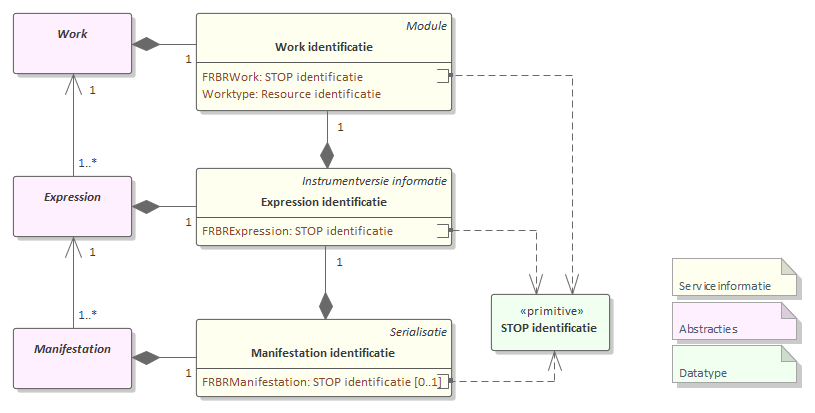 Work
1
Module
Work identificatie
FRBRWork: STOP identificatie
Worktype: Resource identificatie
1
1
1..*
Expression
1
Instrumentversie informatie
Expression identificatie
FRBRExpression: STOP identificatie
1
1
1..*
Manifestation
1
Serialisatie
Manifestation identificatie
FRBRManifestation: STOP identificatie [0..1]
«primitive»
STOP identificatie
Serviceinformatie
Abstracties
Datatype